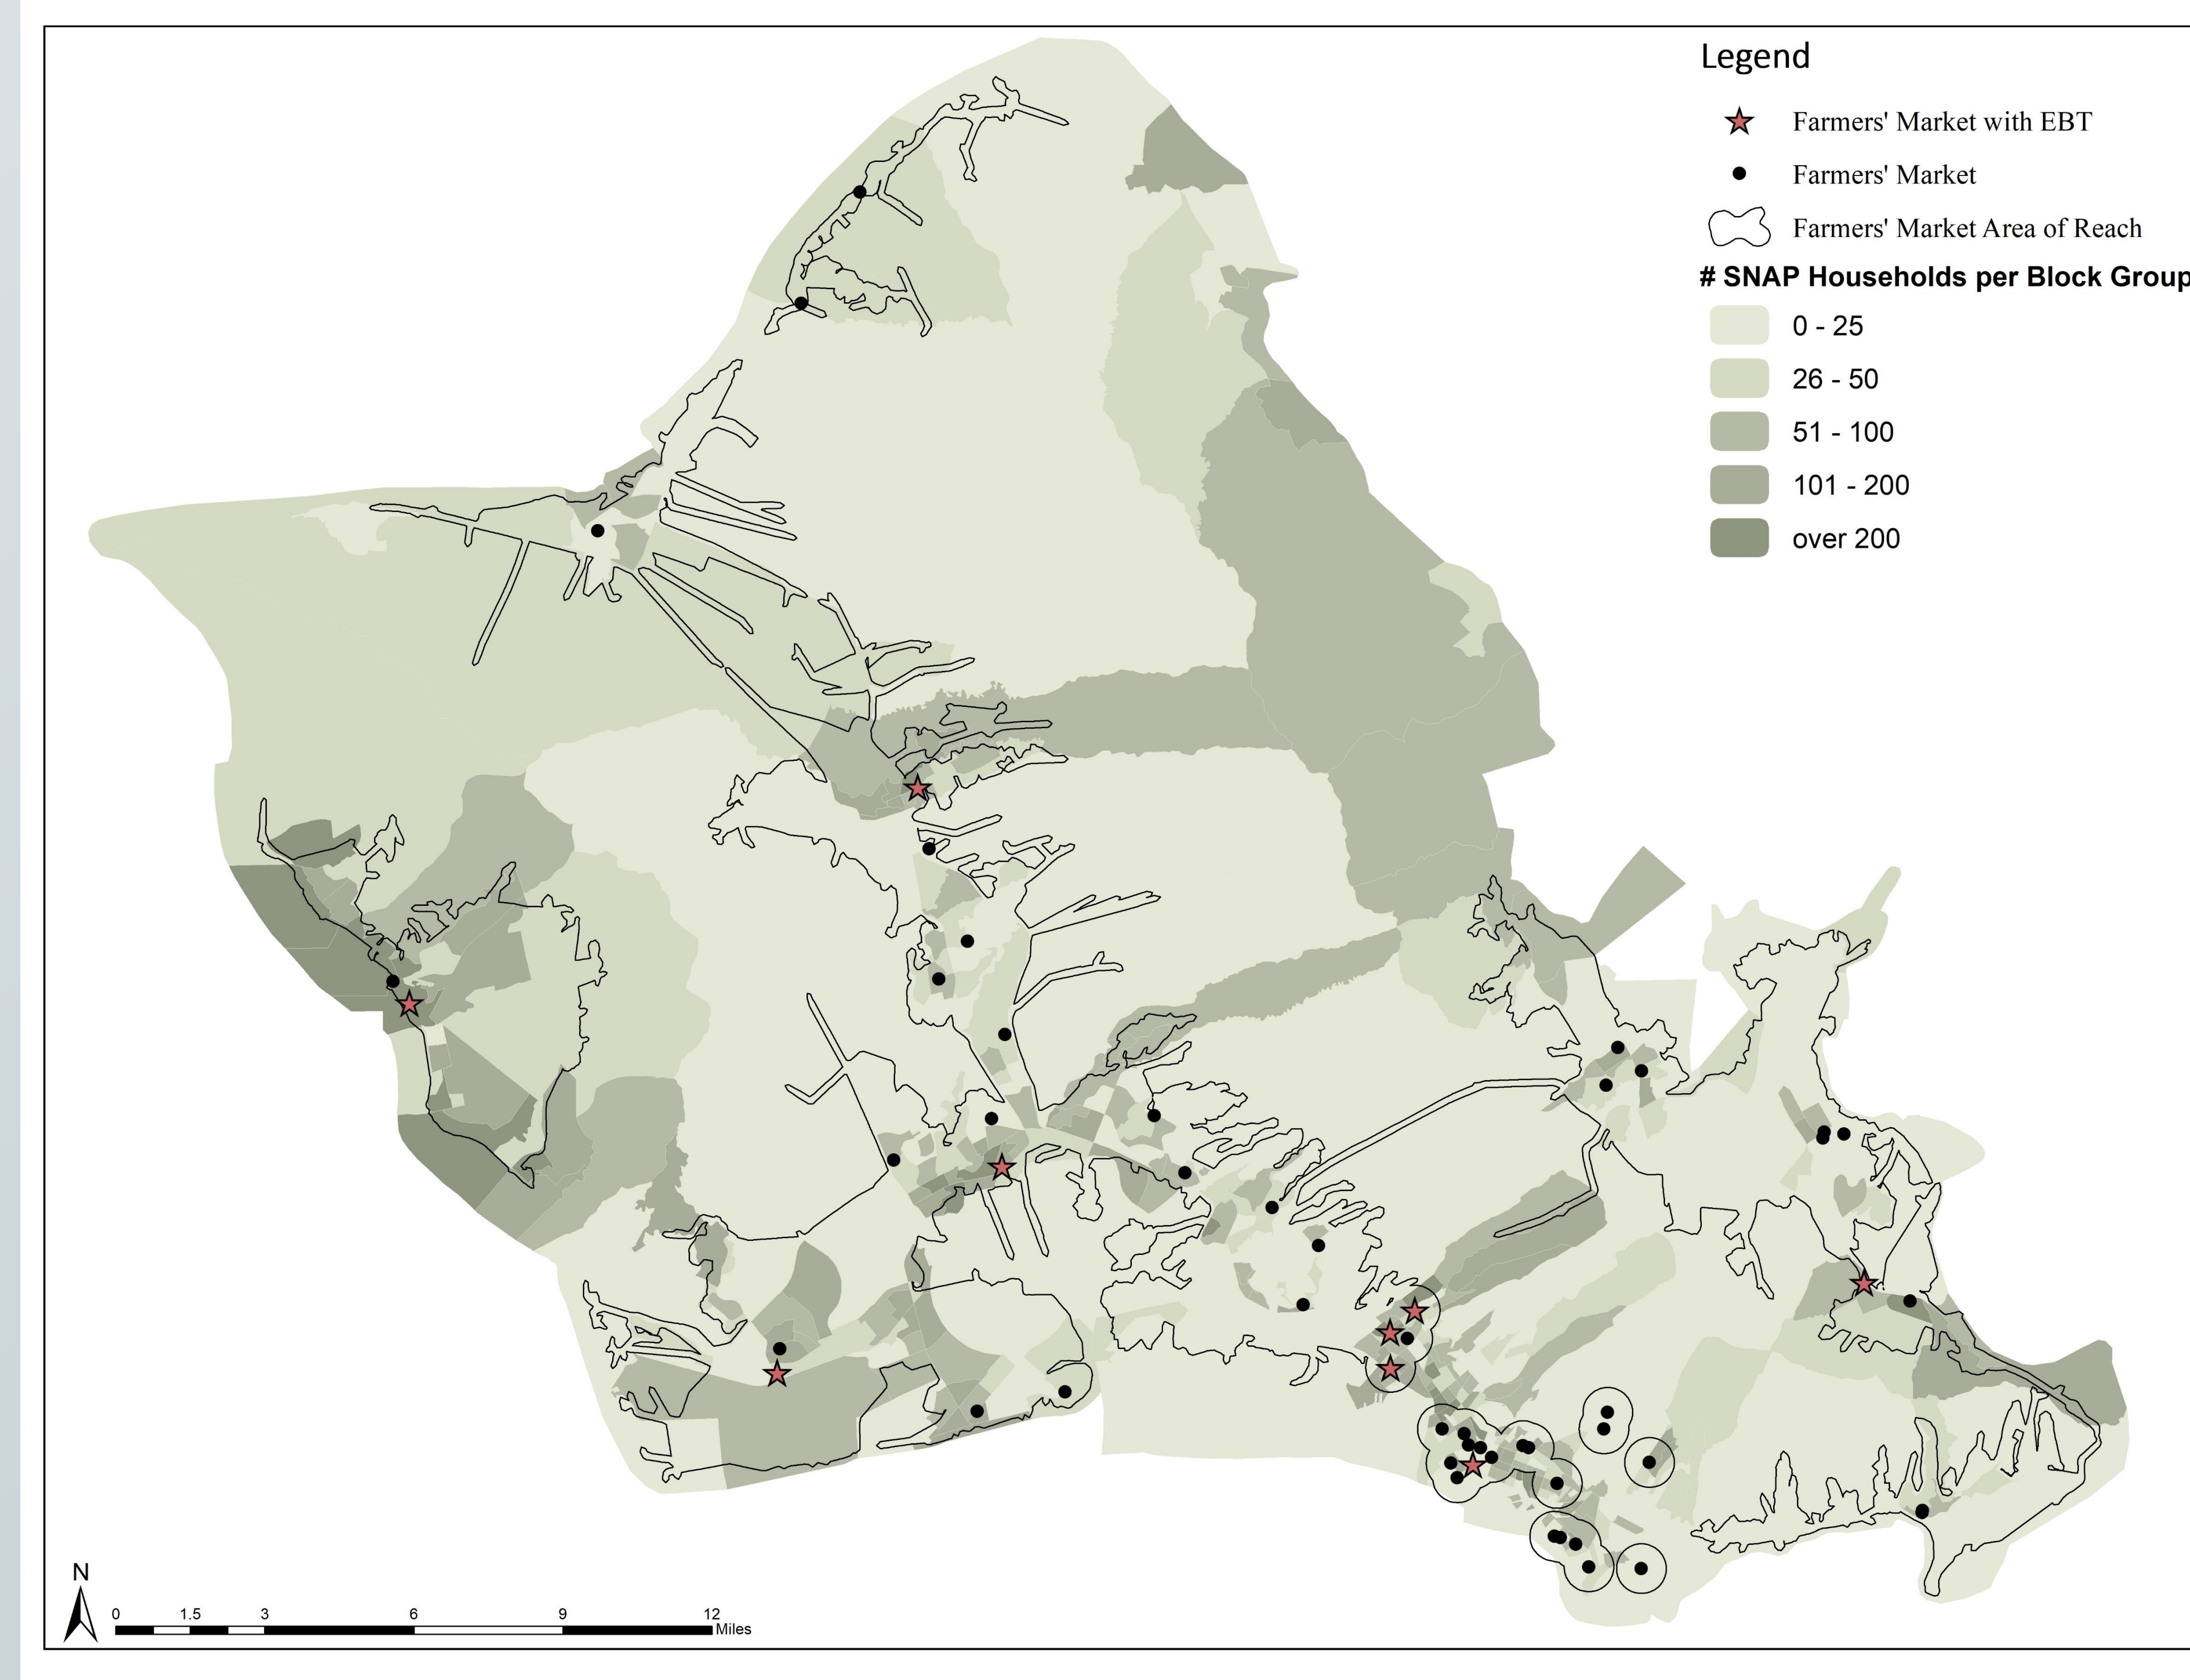 Legend
Farmers' Market with EBT
Farmers' Market
Farmers' Market Area of Reach
# SNAP Households per Block Group
0 - 25
26 - 50
51 - 100
101 - 200
over 200
N
0 1.5 3 6 9 12
Miles